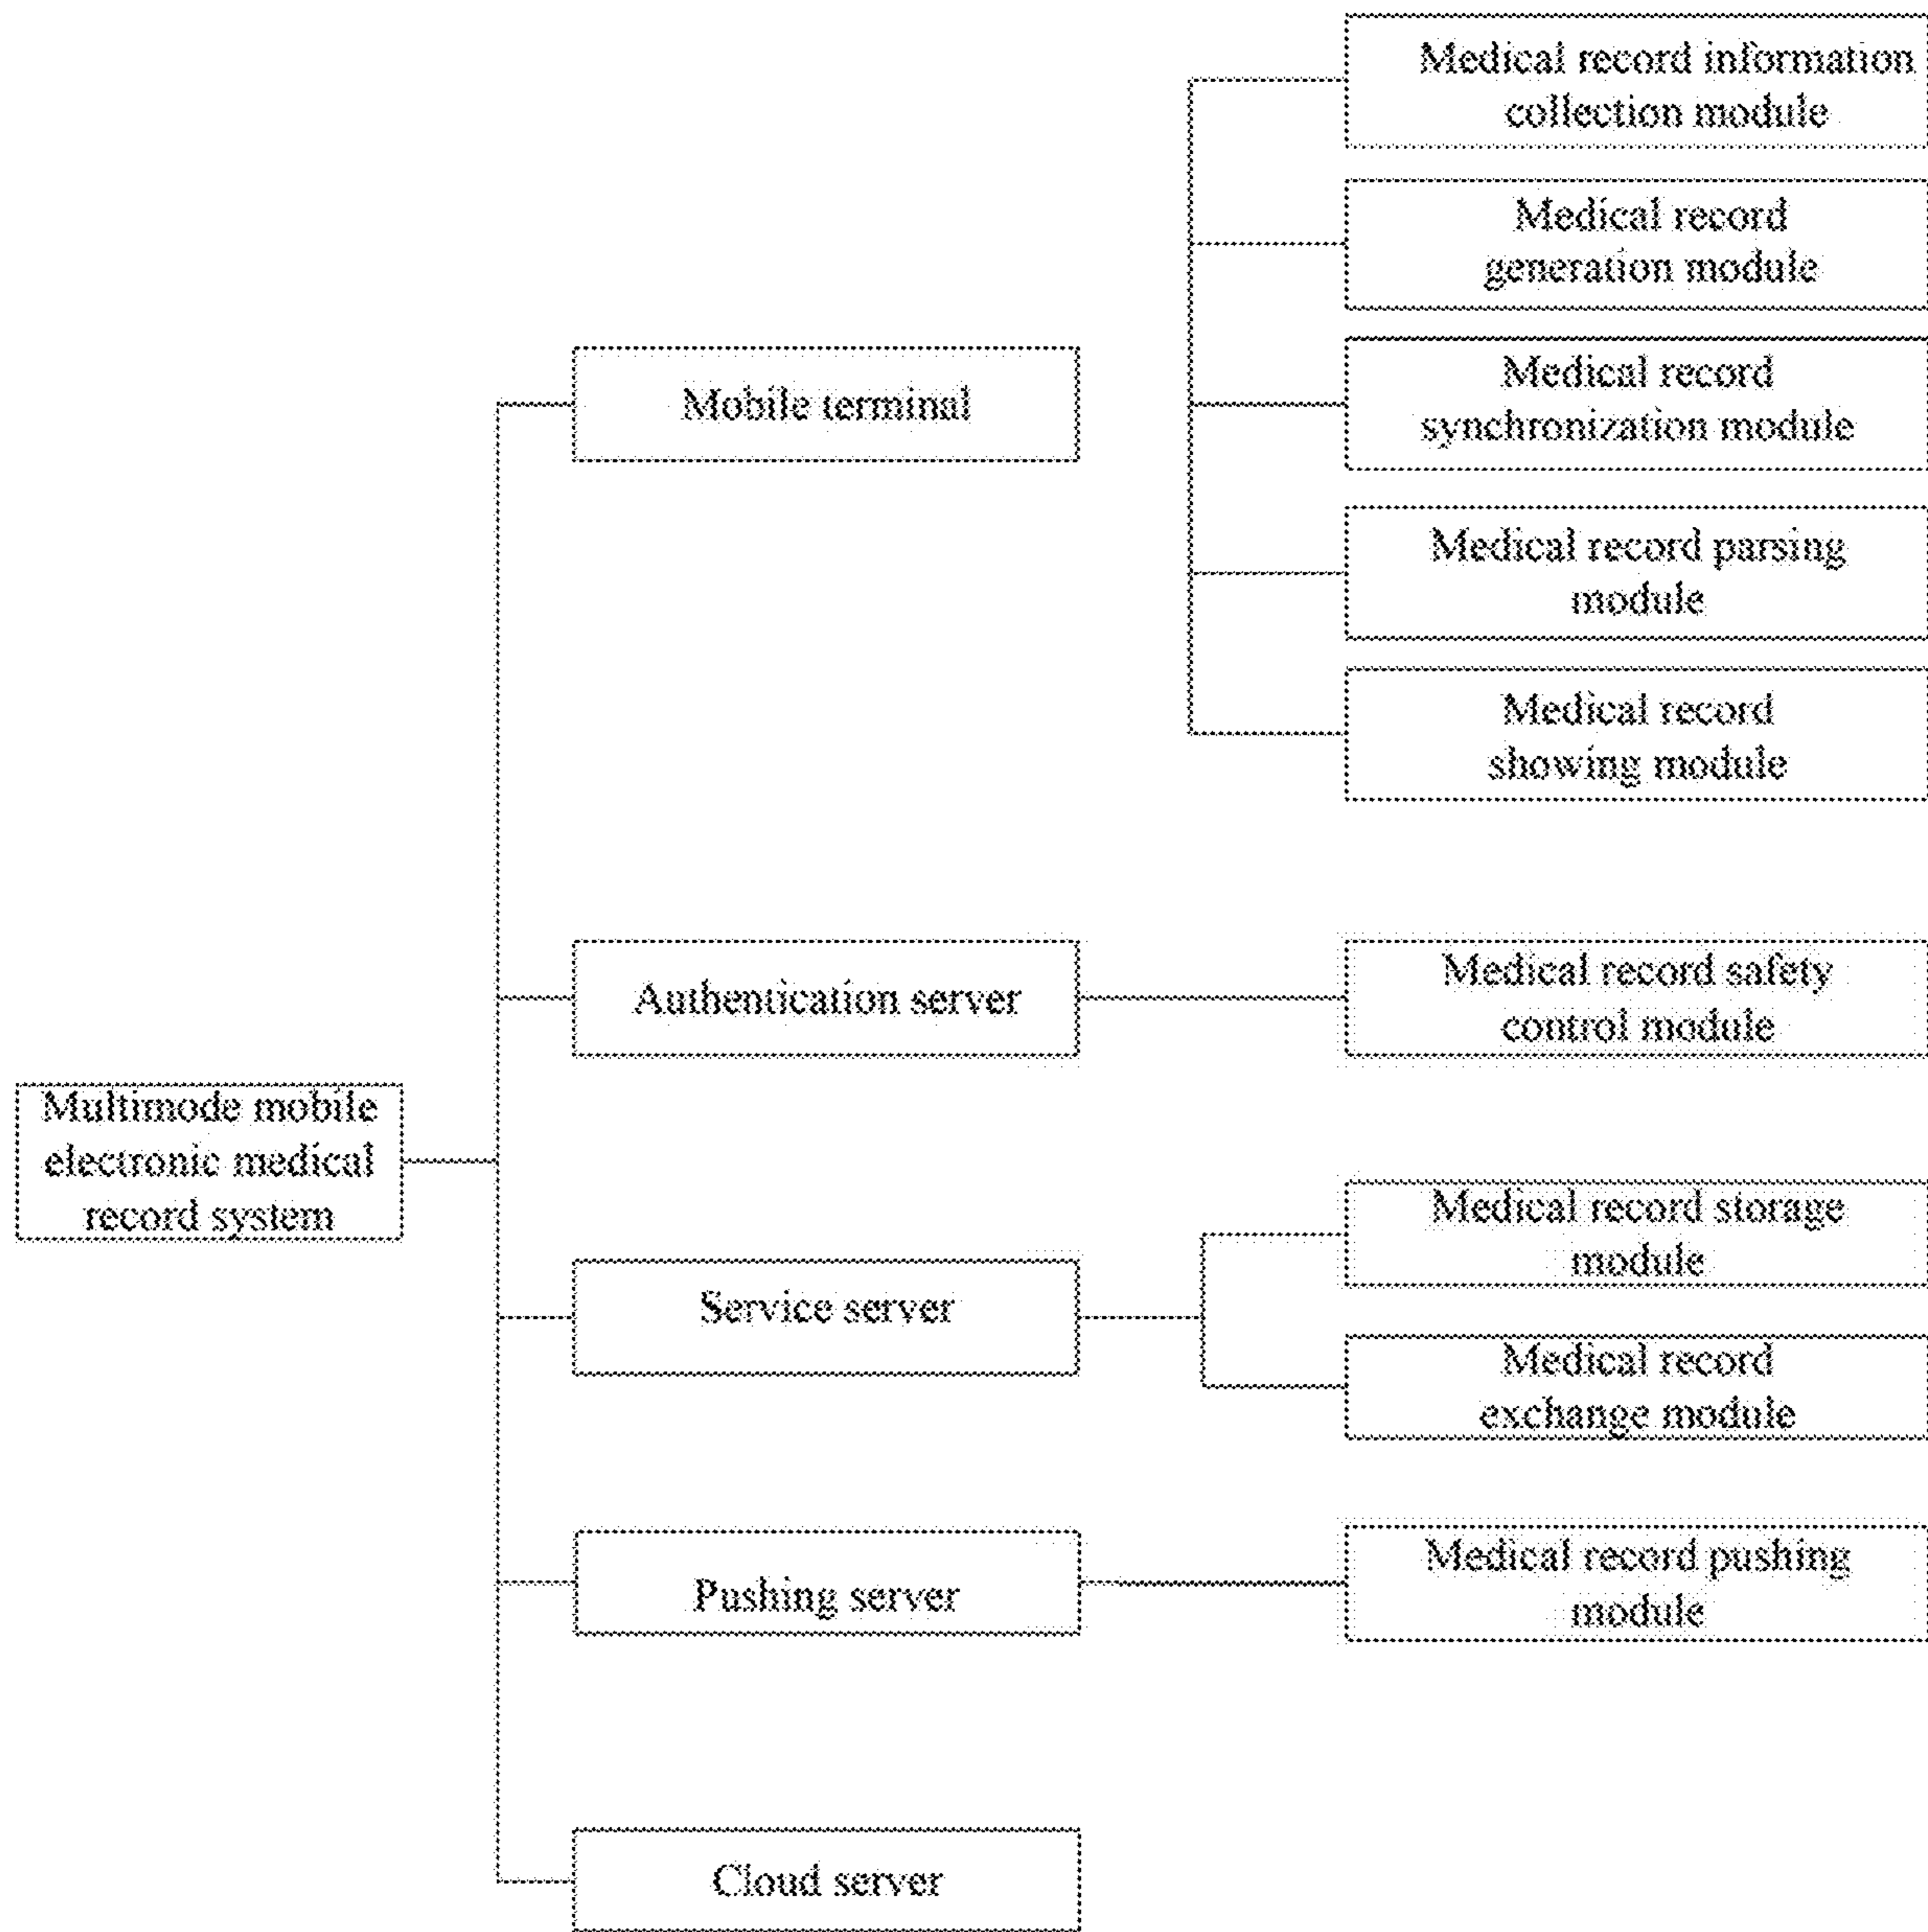 Multimode mobile
electronic medical
record system
Mobile terminal
Medical record information
collection module
Medical record
generation module
Medical record
synchronization module
Medical record parsing
module
Medical record
showing module
Authentication server
Medical record safety
control module
Service server
Medical record storage
module
Medical record
exchange module
Pushing server
Medical record pushing
module
Cloud server